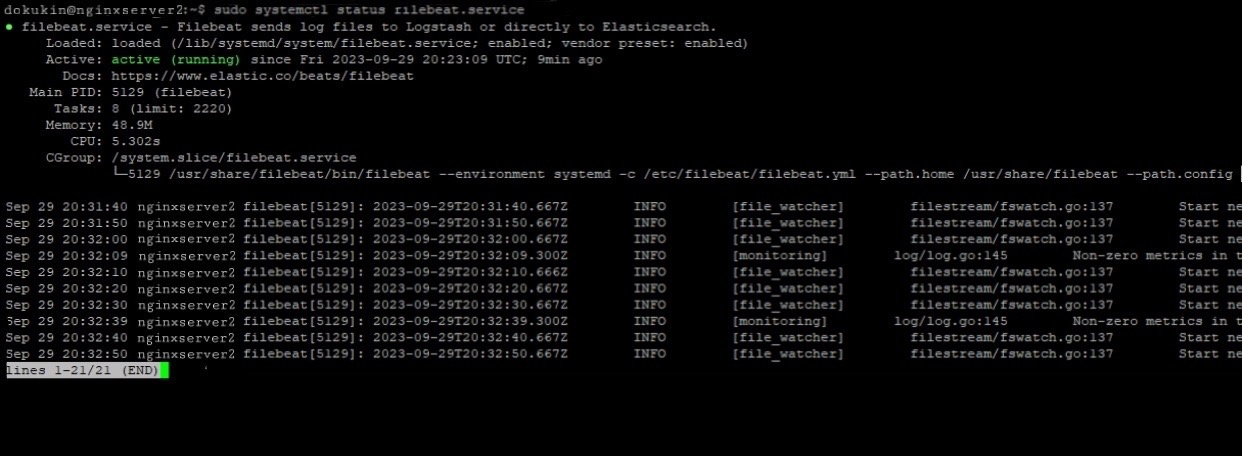 dokukin@nginxserver2:~$ sudo systemctl status filebeat.service
● filebeat.service - Filebeat sends log files to Logstash or directly to Elasticsearch.
Loaded: loaded (/lib/systemd/system/filebeat.service; enabled; vendor preset: enabled)
Active: active (running) since Fri 2023-09-29 20:23:09 UTC; 9min ago
Docs: https://www.elastic.co/beats/filebeat
Main PID: 5129 (filebeat)
Tasks: 8 (limit: 2220)
Memory: 48.9M
CPU: 5.302s
CGroup: /system.slice/filebeat.service
└─5129 /usr/share/filebeat/bin/filebeat --environment systemd -c /etc/filebeat/filebeat.yml --path.home /usr/share/filebeat --path.config
Sep 29 20:31:40 nginxserver2 filebeat[5129]: 2023-09-29T20:31:40.667Z INFO [file_watcher] filestream/fswatch.go:137 Start ne
Sep 29 20:31:50 nginxserver2 filebeat[5129]: 2023-09-29T20:31:50.667Z INFO [file_watcher] filestream/fswatch.go:137 Start ne
Sep 29 20:32:00 nginxserver2 filebeat[5129]: 2023-09-29T20:32:00.667Z INFO [file_watcher] filestream/fswatch.go:137 Start ne
Sep 29 20:32:09 nginxserver2 filebeat[5129]: 2023-09-29T20:32:09.300Z INFO [monitoring] log/log.go:145 Non-zero metrics in t
Sep 29 20:32:10 nginxserver2 filebeat[5129]: 2023-09-29T20:32:10.666Z INFO [file_watcher] filestream/fswatch.go:137 Start ne
Sep 29 20:32:20 nginxserver2 filebeat[5129]: 2023-09-29T20:32:20.667Z INFO [file_watcher] filestream/fswatch.go:137 Start ne
Sep 29 20:32:30 nginxserver2 filebeat[5129]: 2023-09-29T20:32:30.667Z INFO [file_watcher] filestream/fswatch.go:137 Start ne
Sep 29 20:32:39 nginxserver2 filebeat[5129]: 2023-09-29T20:32:39.300Z INFO [monitoring] log/log.go:145 Non-zero metrics in t
Sep 29 20:32:40 nginxserver2 filebeat[5129]: 2023-09-29T20:32:40.667Z INFO [file_watcher] filestream/fswatch.go:137 Start ne
Sep 29 20:32:50 nginxserver2 filebeat[5129]: 2023-09-29T20:32:50.667Z INFO [file_watcher] filestream/fswatch.go:137 Start ne
lines 1-21/21 (END)